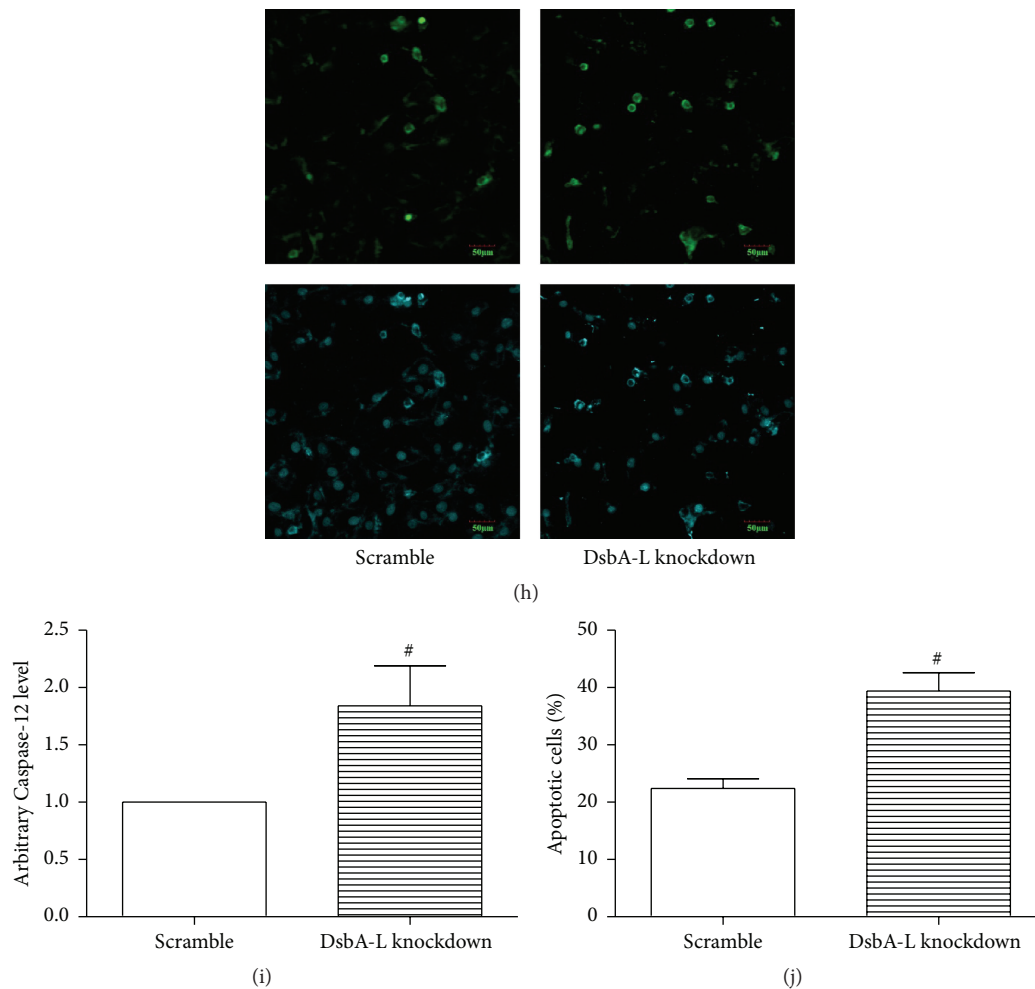 50µm
50µm
50µm
50µm
Scramble
DsbA-L knockdown
(h)
2.5
2.0
1.5
1.0
0.5
0.0
Arbitrary Caspase-12 level
#
Scramble
DsbA-L knockdown
(i)
50
40
30
20
10
0
Apoptotic cells (%)
#
Scramble
DsbA-L knockdown
(j)